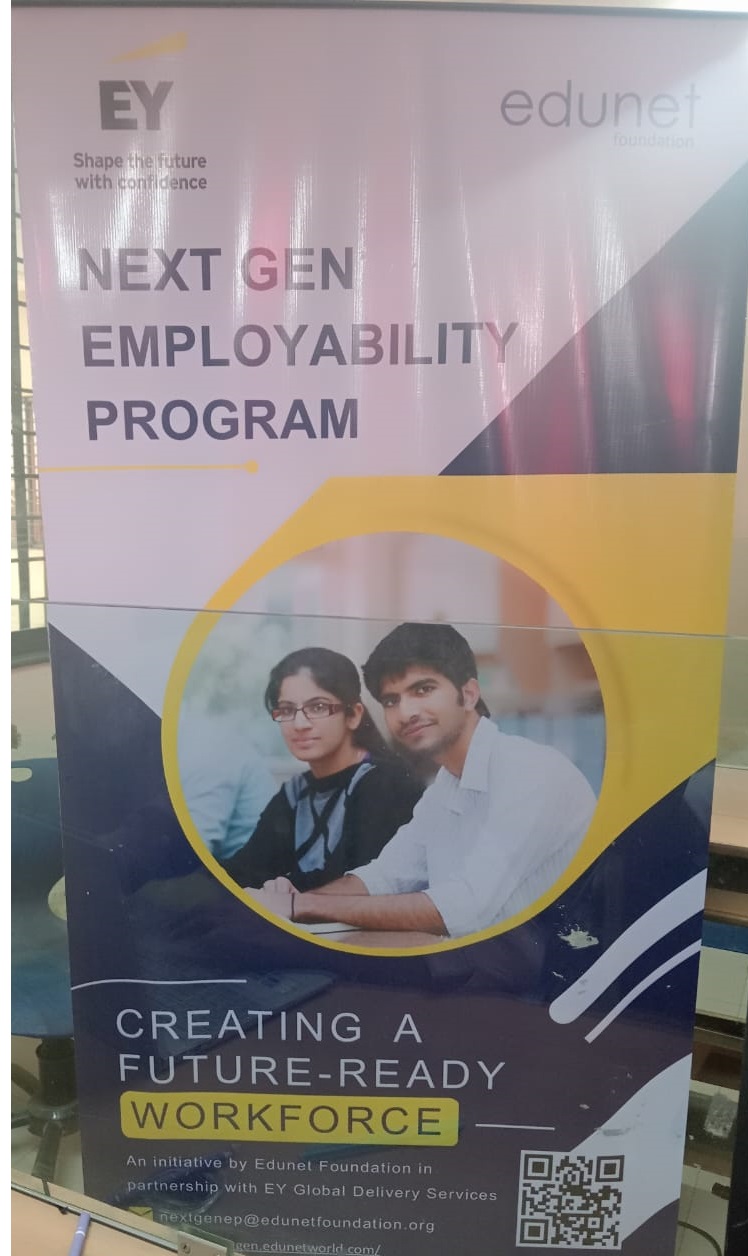 EY
Shape the future
with confidence
edunet
foundation
NEXT GEN
EMPLOYABILITY
PROGRAM
CREATING A
FUTURE-READY
WORKFORCE
An initiative by Edunet Foundation in
partnership with EY Global Delivery Services
nextgenep@edunetfoundation.org
gen.edunetworld.com/